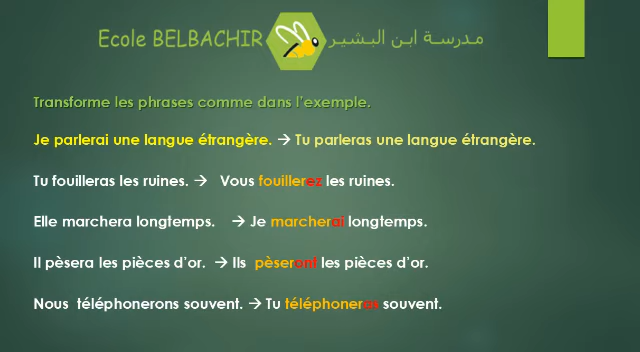 Ecole BELBACHIR مدرسة ابن البشير
Transforme les phrases comme dans l'exemple.
Je parlerai une langue étrangère. → Tu parleras une langue étrangère.
Tu fouilleras les ruines. → Vous fouillerez les ruines.
Elle marchera longtemps. → Je marcherai longtemps.
Il pèsera les pièces d'or. → Ils pèseront les pièces d'or.
Nous téléphonerons souvent. → Tu téléphoneras souvent.